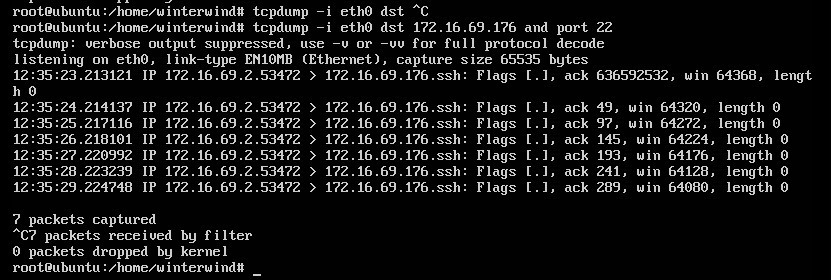 root@ubuntu:/home/winterwind# tcpdump -i eth0 dst ^C
root@ubuntu:/home/winterwind# tcpdump -i eth0 dst 172.16.69.176 and port 22
tcpdump: verbose output suppressed, use -v or -vv for full protocol decode
listening on eth0, link-type EN10MB (Ethernet), capture size 65535 bytes
12:35:23.213121 IP 172.16.69.2.53472 > 172.16.69.176.ssh: Flags [.], ack 636592532, win 64368, lengt
h 0
12:35:24.214137 IP 172.16.69.2.53472 > 172.16.69.176.ssh: Flags [.], ack 49, win 64320, length 0
12:35:25.217116 IP 172.16.69.2.53472 > 172.16.69.176.ssh: Flags [.], ack 97, win 64272, length 0
12:35:26.218101 IP 172.16.69.2.53472 > 172.16.69.176.ssh: Flags [.], ack 145, win 64224, length 0
12:35:27.220992 IP 172.16.69.2.53472 > 172.16.69.176.ssh: Flags [.], ack 193, win 64176, length 0
12:35:28.223239 IP 172.16.69.2.53472 > 172.16.69.176.ssh: Flags [.], ack 241, win 64128, length 0
12:35:29.224748 IP 172.16.69.2.53472 > 172.16.69.176.ssh: Flags [.], ack 289, win 64080, length 0
7 packets captured
^C7 packets received by filter
0 packets dropped by kernel
root@ubuntu:/home/winterwind# _